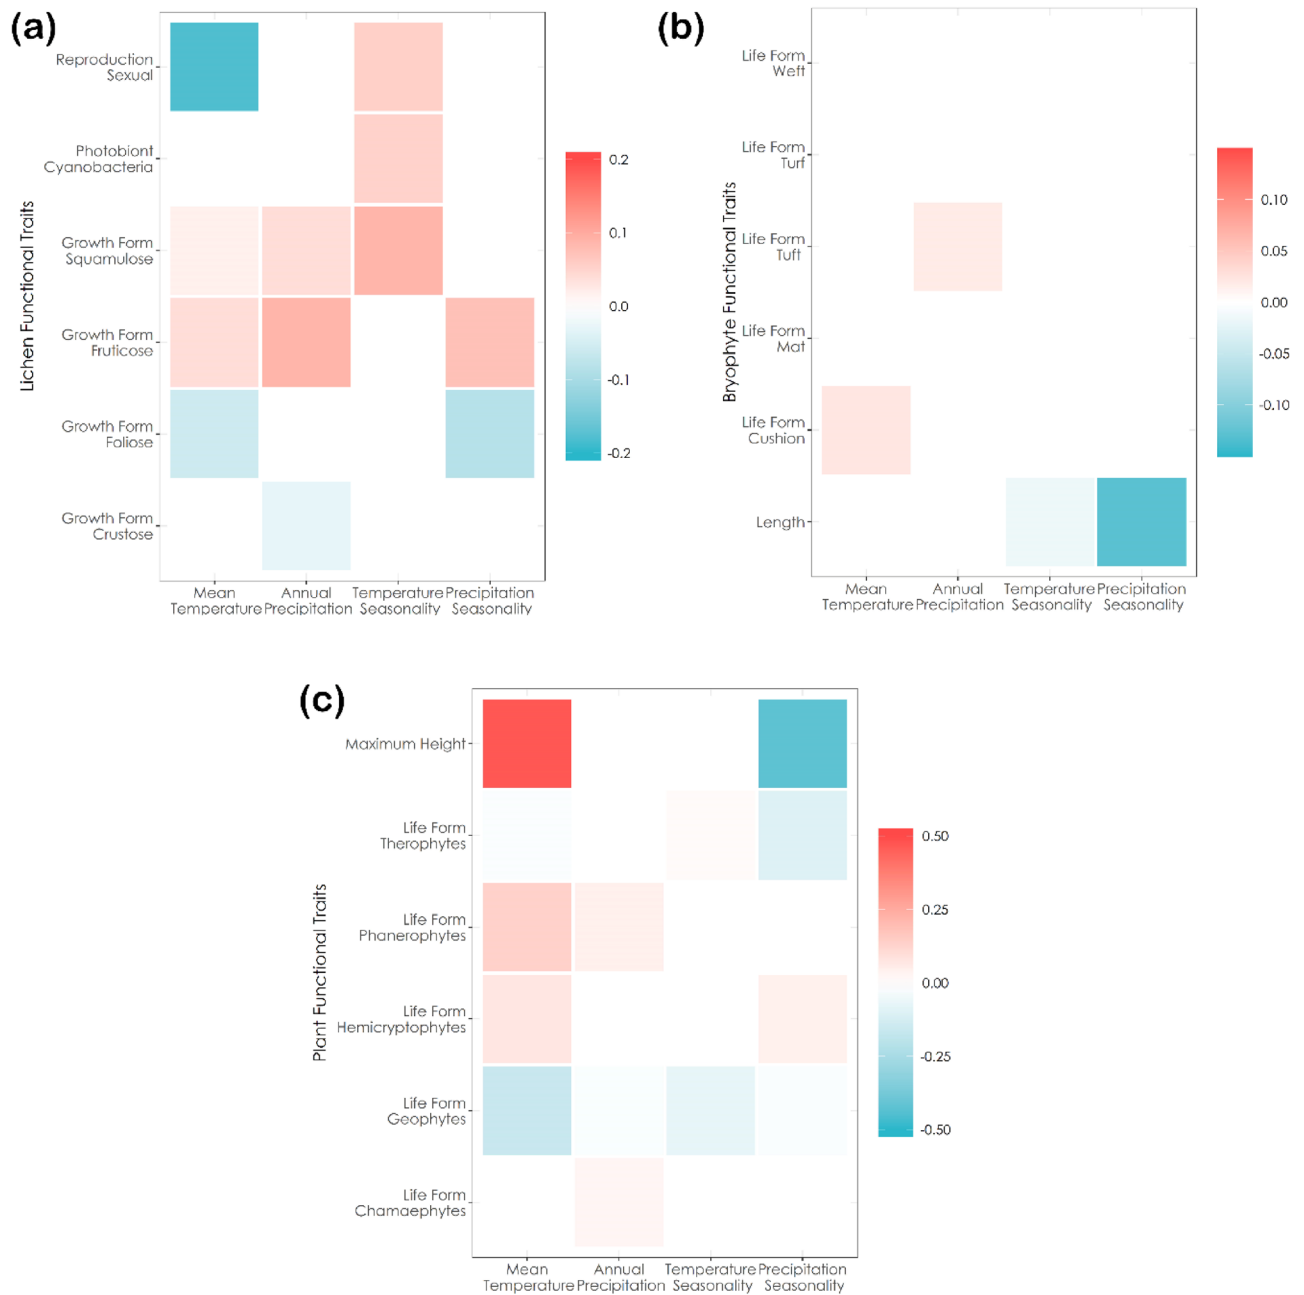 (a)
Lichen Functional Traits
Reproduction
Sexual
Photobiont
Cyanobacteria
Growth Form
Squamulose
Growth Form
Fruticose
Growth Form
Foliose
Growth Form
Crustose
Mean
Temperature
Annual
Precipitation
Temperature
Seasonality
Precipitation
Seasonality
0.2
0.1
0.0
-0.1
-0.2
(b)
Bryophyte Functional Traits
Life Form
Weft
Life Form
Turf
Life Form
Tuft
Life Form
Mat
Life Form
Cushion
Length
Mean
Temperature
Annual
Precipitation
Temperature
Seasonality
Precipitation
Seasonality
0.10
0.05
0.00
-0.05
-0.10
(c)
Plant Functional Traits
Maximum Height
Life Form
Therophytes
Life Form
Phanerophytes
Life Form
Hemicryptophytes
Life Form
Geophytes
Life Form
Chamaephytes
Mean
Temperature
Annual
Precipitation
Temperature
Seasonality
Precipitation
Seasonality
0.50
0.25
0.00
-0.25
-0.50